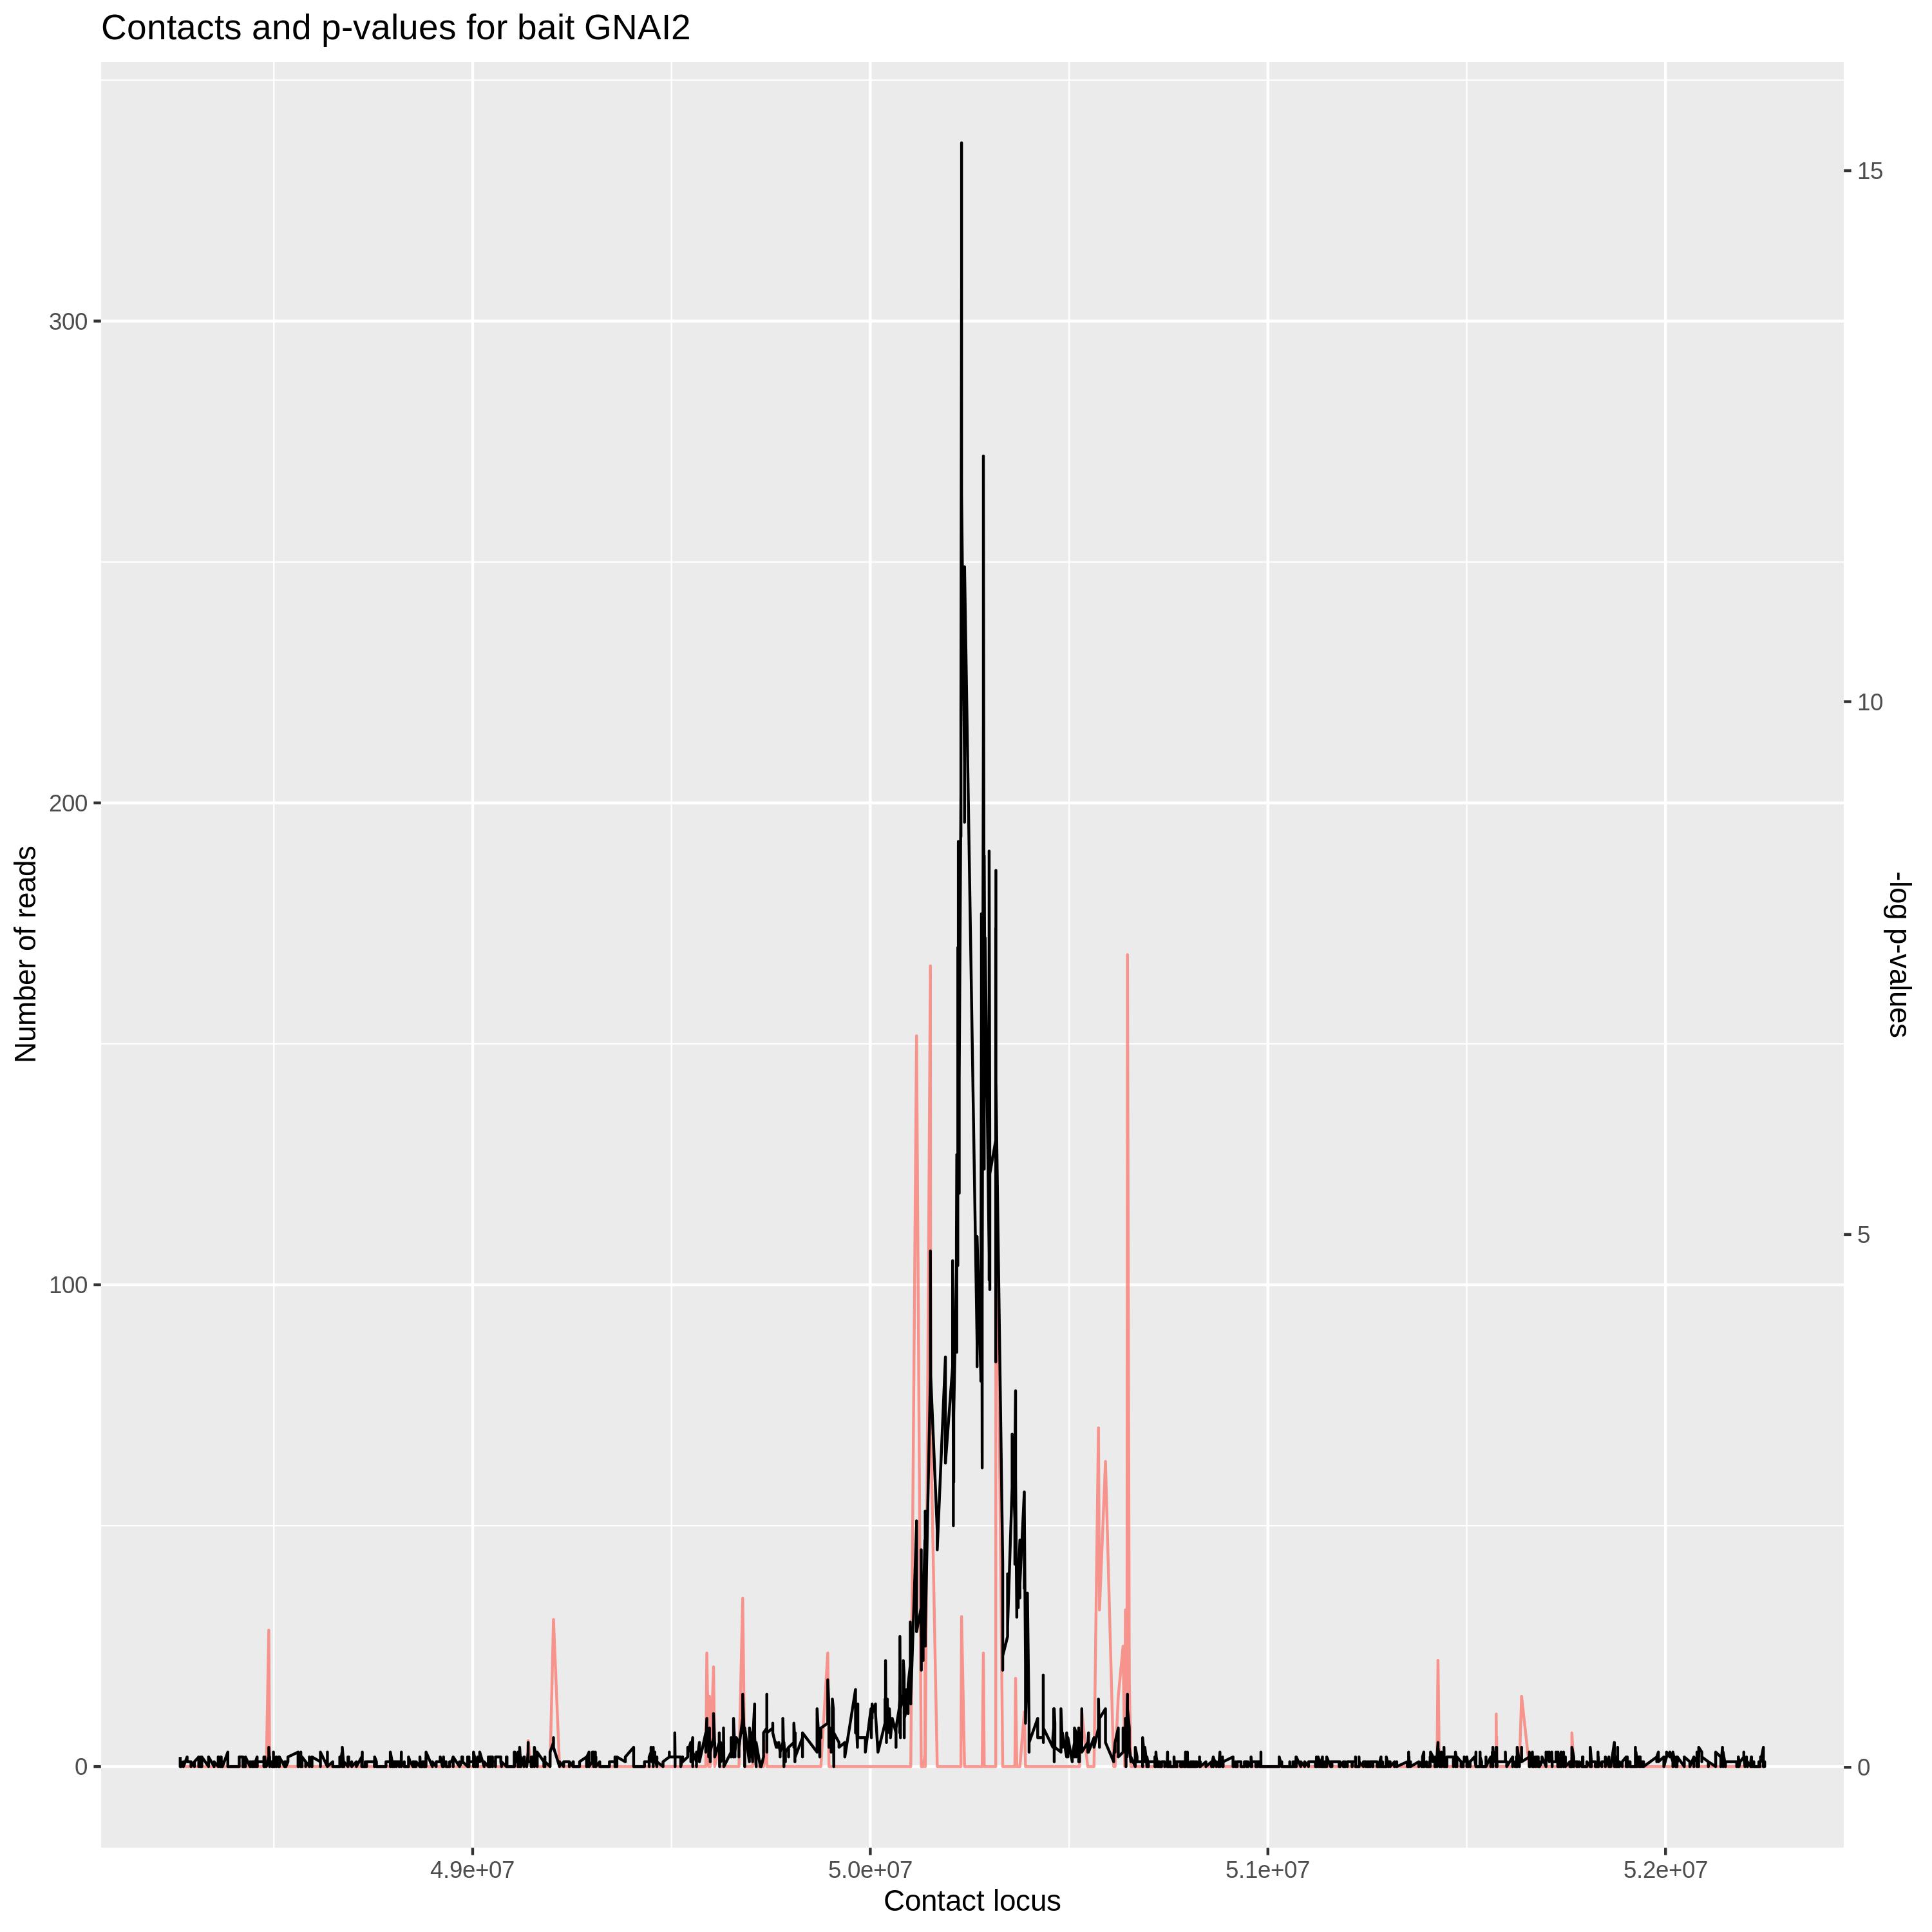 Contacts and p-values for bait GNAI2
Number of reads
300
200
100
0
15
10
5
0
-log p-values
4.9e+07
5.0e+07
5.1e+07
5.2e+07
Contact locus